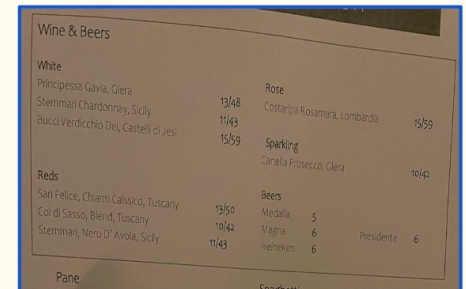 Wine & Beers
White
Principessa Gavia, Glera 13/48
Stemmari Chardonnay, Sicily 11/43
Bucci Verdicchio Dei, Castelli di Jesi 15/59
Reds
San Felice, Chianti Calssico, Tuscany 13/50
Col di Sasso, Blend, Tuscany 10/42
Stemmari, Nero D' Avola, Sicily 11/43
Rose
Costaripa Rosamara, Lombardia 15/59
Sparkling
Canella Prosecco, Glera 10/42
Beers
Medalla 5
Magna 6 Presidente 6
Heineken 6
Pane
Spaghetti